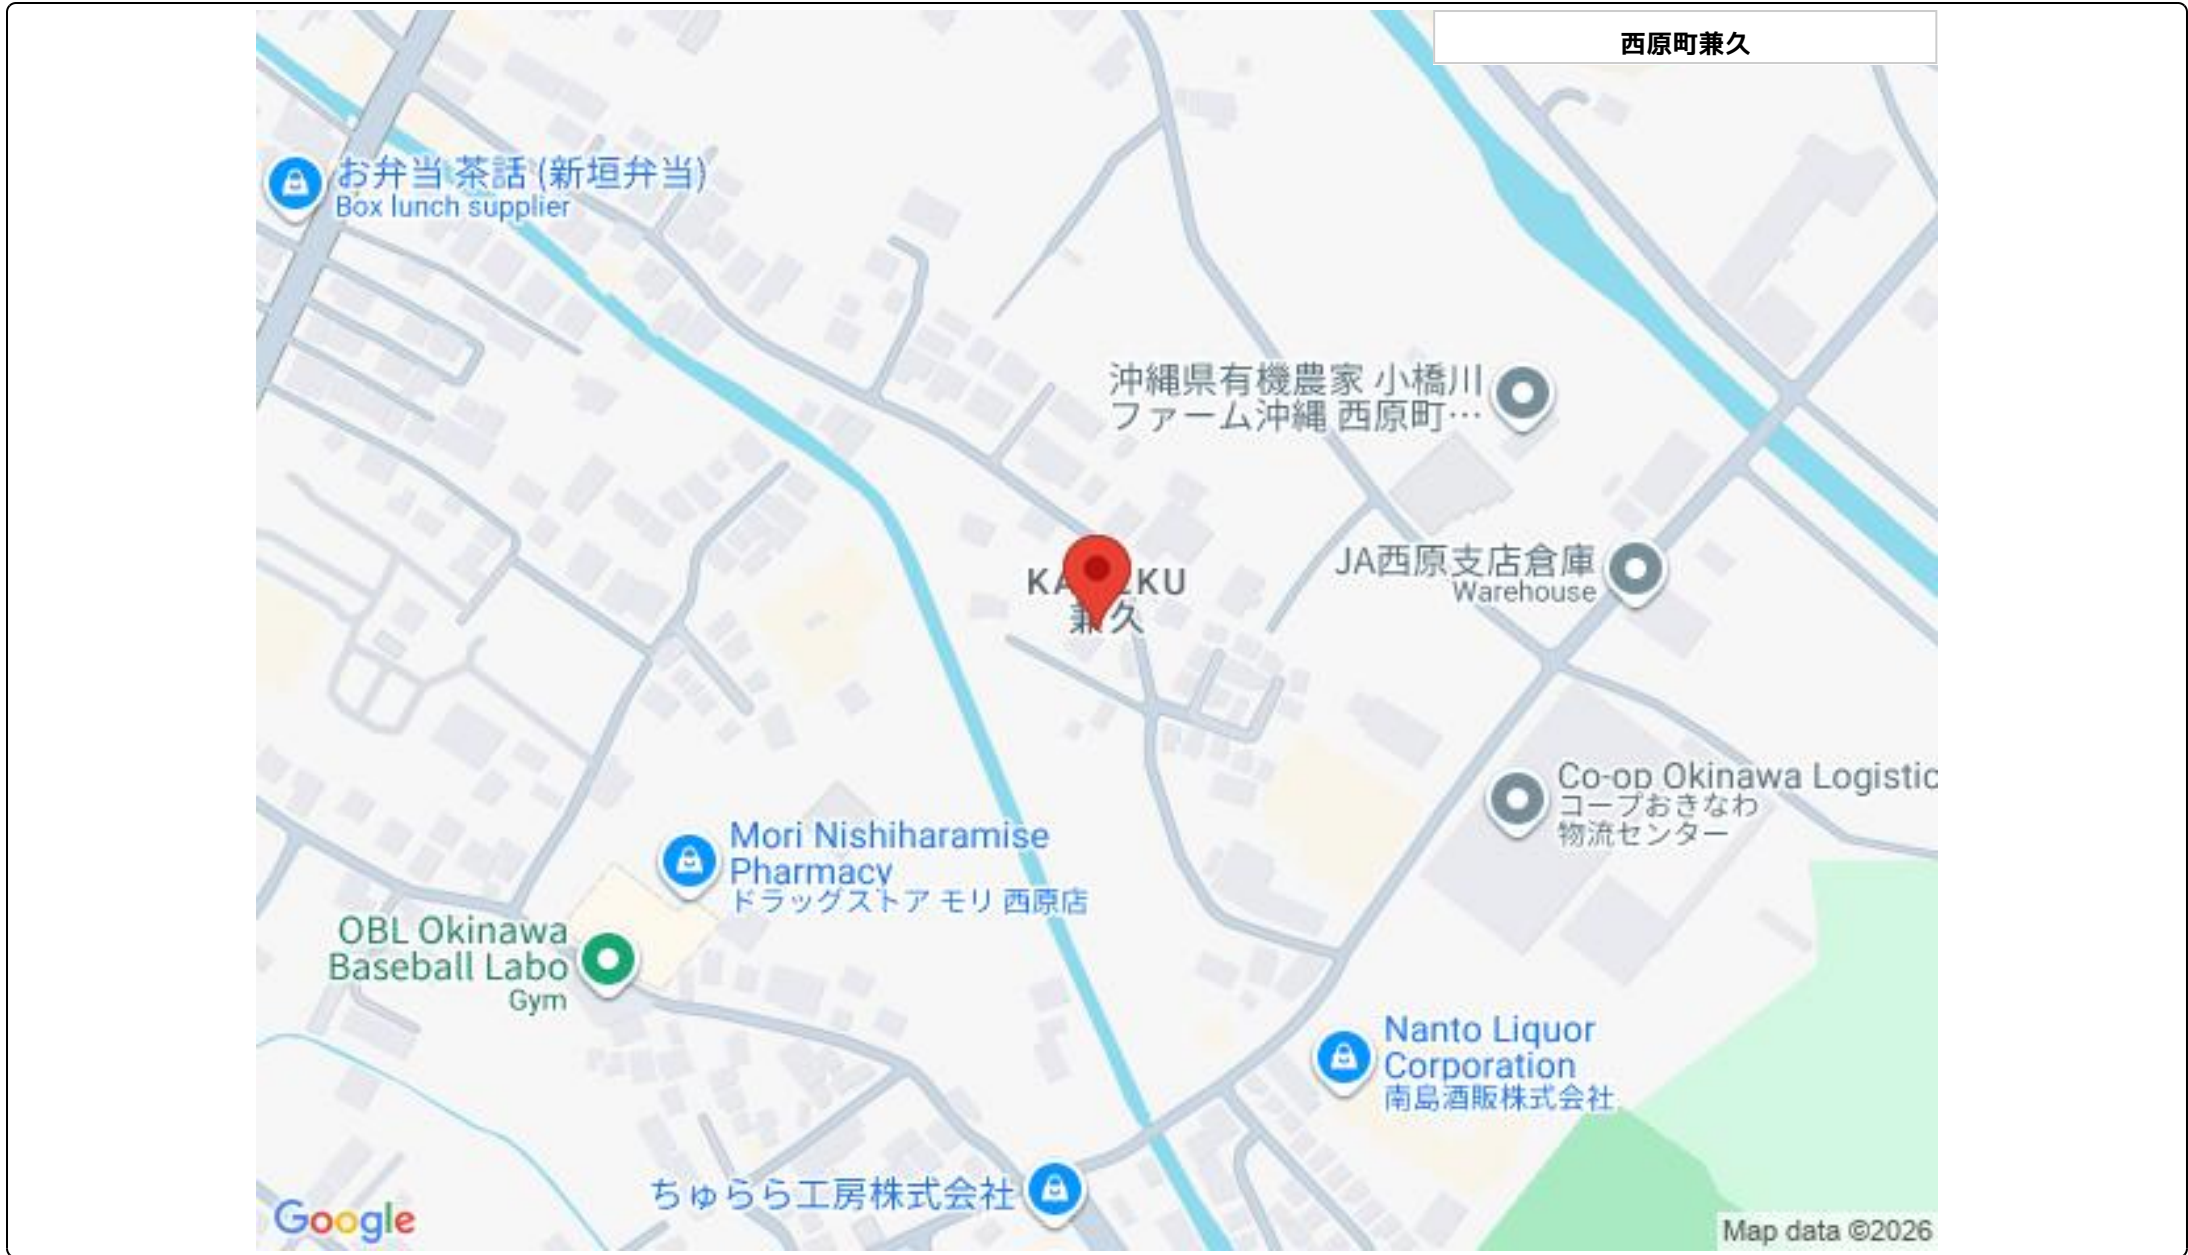 西原町兼久
お弁当 茶話 (新垣弁当)
Box lunch supplier
沖縄県有機農家 小橋川
ファーム沖縄 西原町…
JA西原支店倉庫
Warehouse
兼久
Co-op Okinawa Logistic
コープおきなわ
物流センター
Mori Nishiharamise
Pharmacy
ドラッグストア モリ 西原店
OBL Okinawa
Baseball Labo
Gym
Nanto Liquor
Corporation
南島酒販株式会社
ちゅらら工房株式会社
Google
Map data ©2026